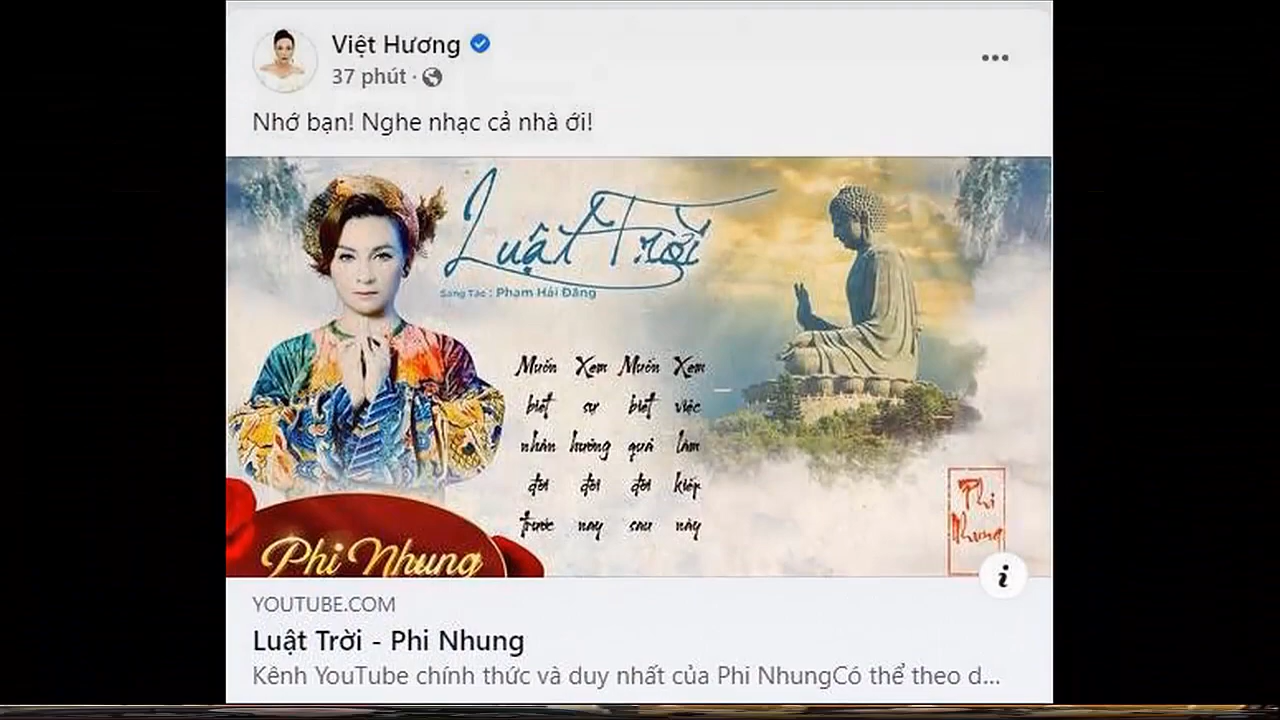 Việt Hương
37 phút ·
Nhớ bạn! Nghe nhạc cả nhà ới!
Luật Trời
Sáng Tác : Phạm Hải Đăng
Muốn Xem Muốn Xem
biết sự biết việc
nhân hưởng quả làm
đời đời đời kiếp
trước nay sau này
Phi Nhung
Phi
Nhung
YOUTUBE.COM
Luật Trời - Phi Nhung
Kênh YouTube chính thức và duy nhất của Phi NhungCó thể theo d...